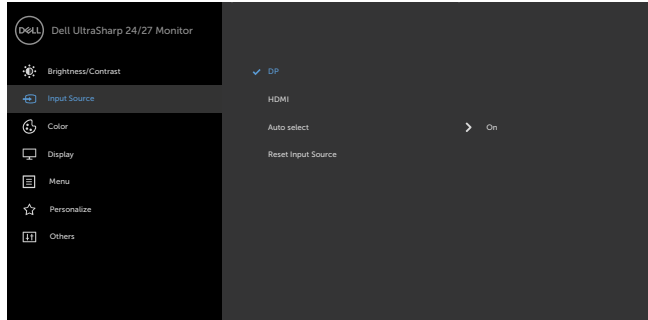 DELL Dell UltraSharp 24/27 Monitor
Brightness/Contrast
DP
Input Source
HDMI
Color
Auto select On
Display
Reset Input Source
Menu
Personalize
Others